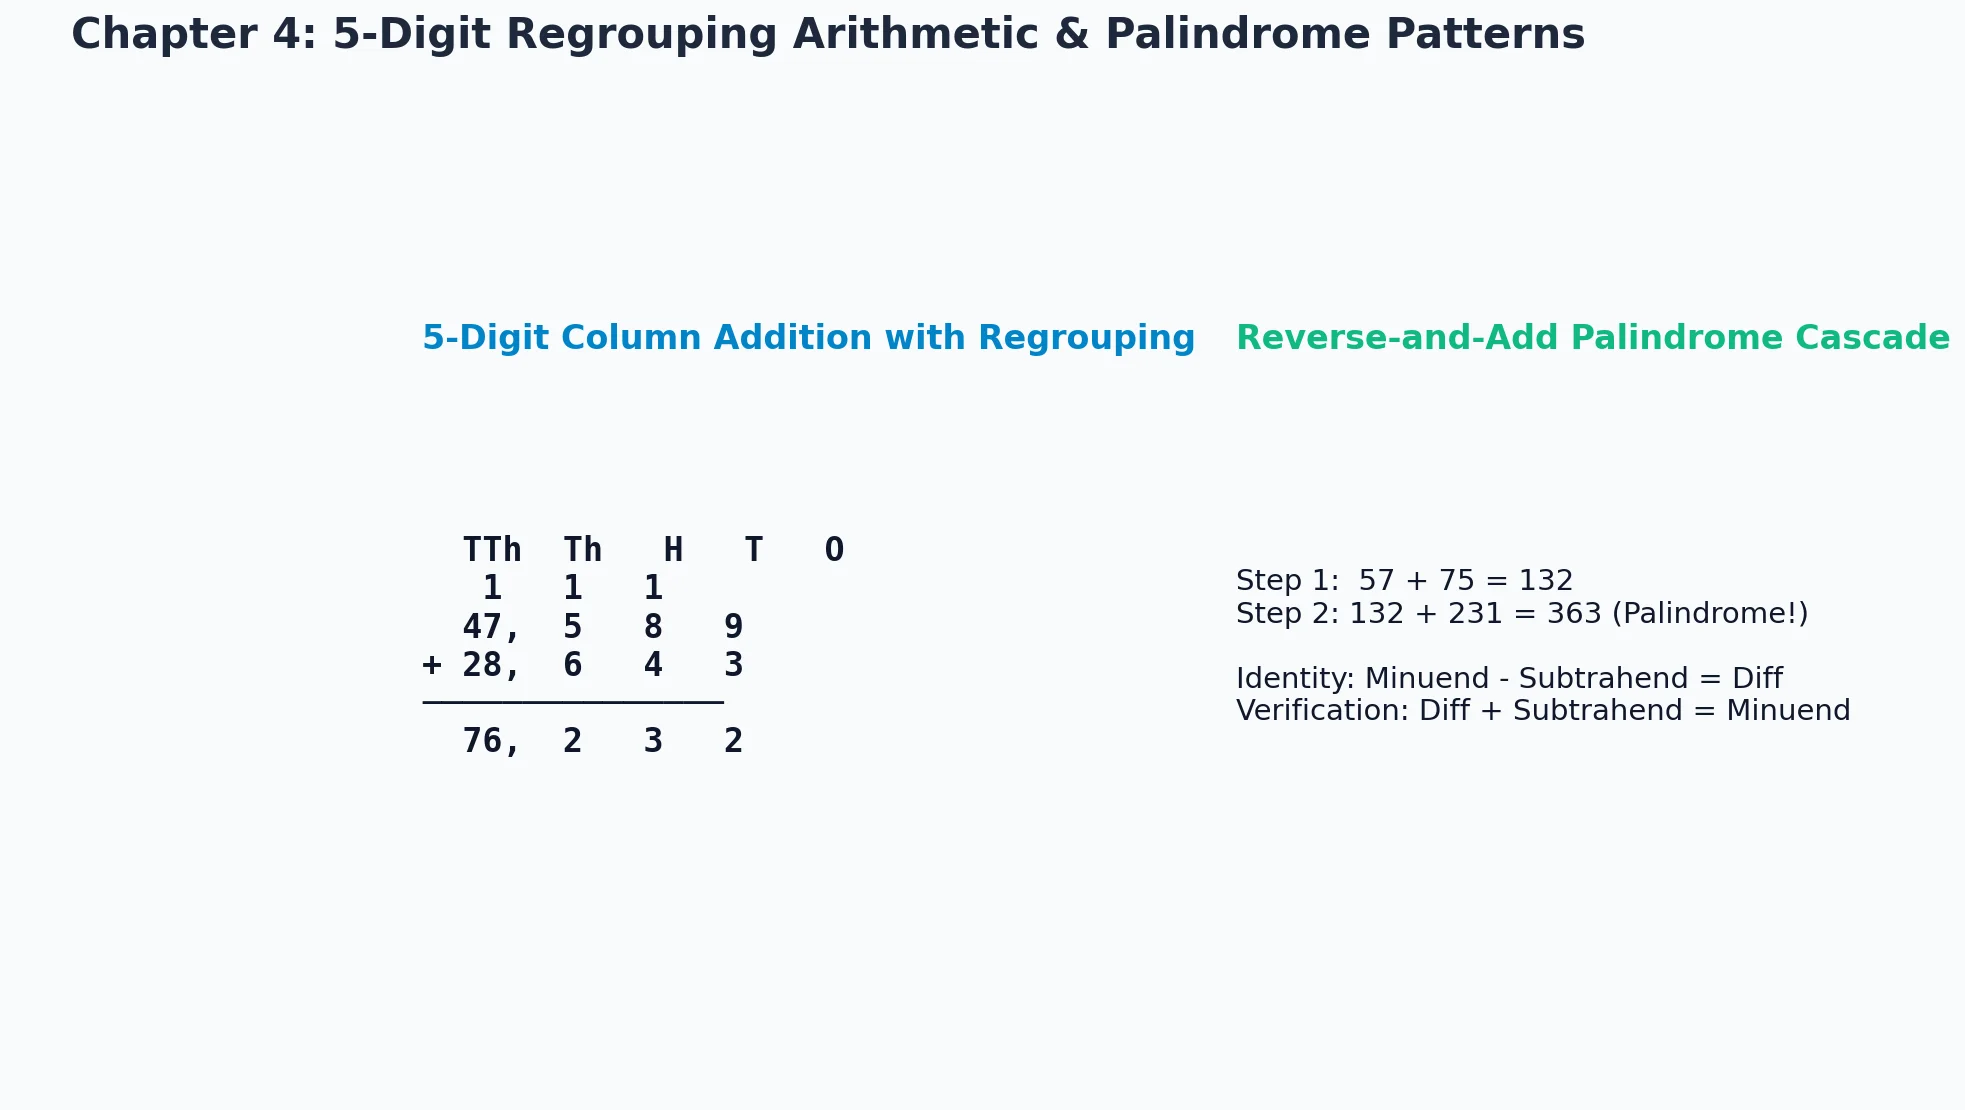 Chapter 4: 5-Digit Regrouping Arithmetic & Palindrome Patterns
5-Digit Column Addition with Regrouping
TTh Th H T O
1 1 1
47, 5 8 9
+ 28, 6 4 3
76, 2 3 2
Reverse-and-Add Palindrome Cascade
Step 1: 57 + 75 = 132
Step 2: 132 + 231 = 363 (Palindrome!)
Identity: Minuend - Subtrahend = Diff
Verification: Diff + Subtrahend = Minuend